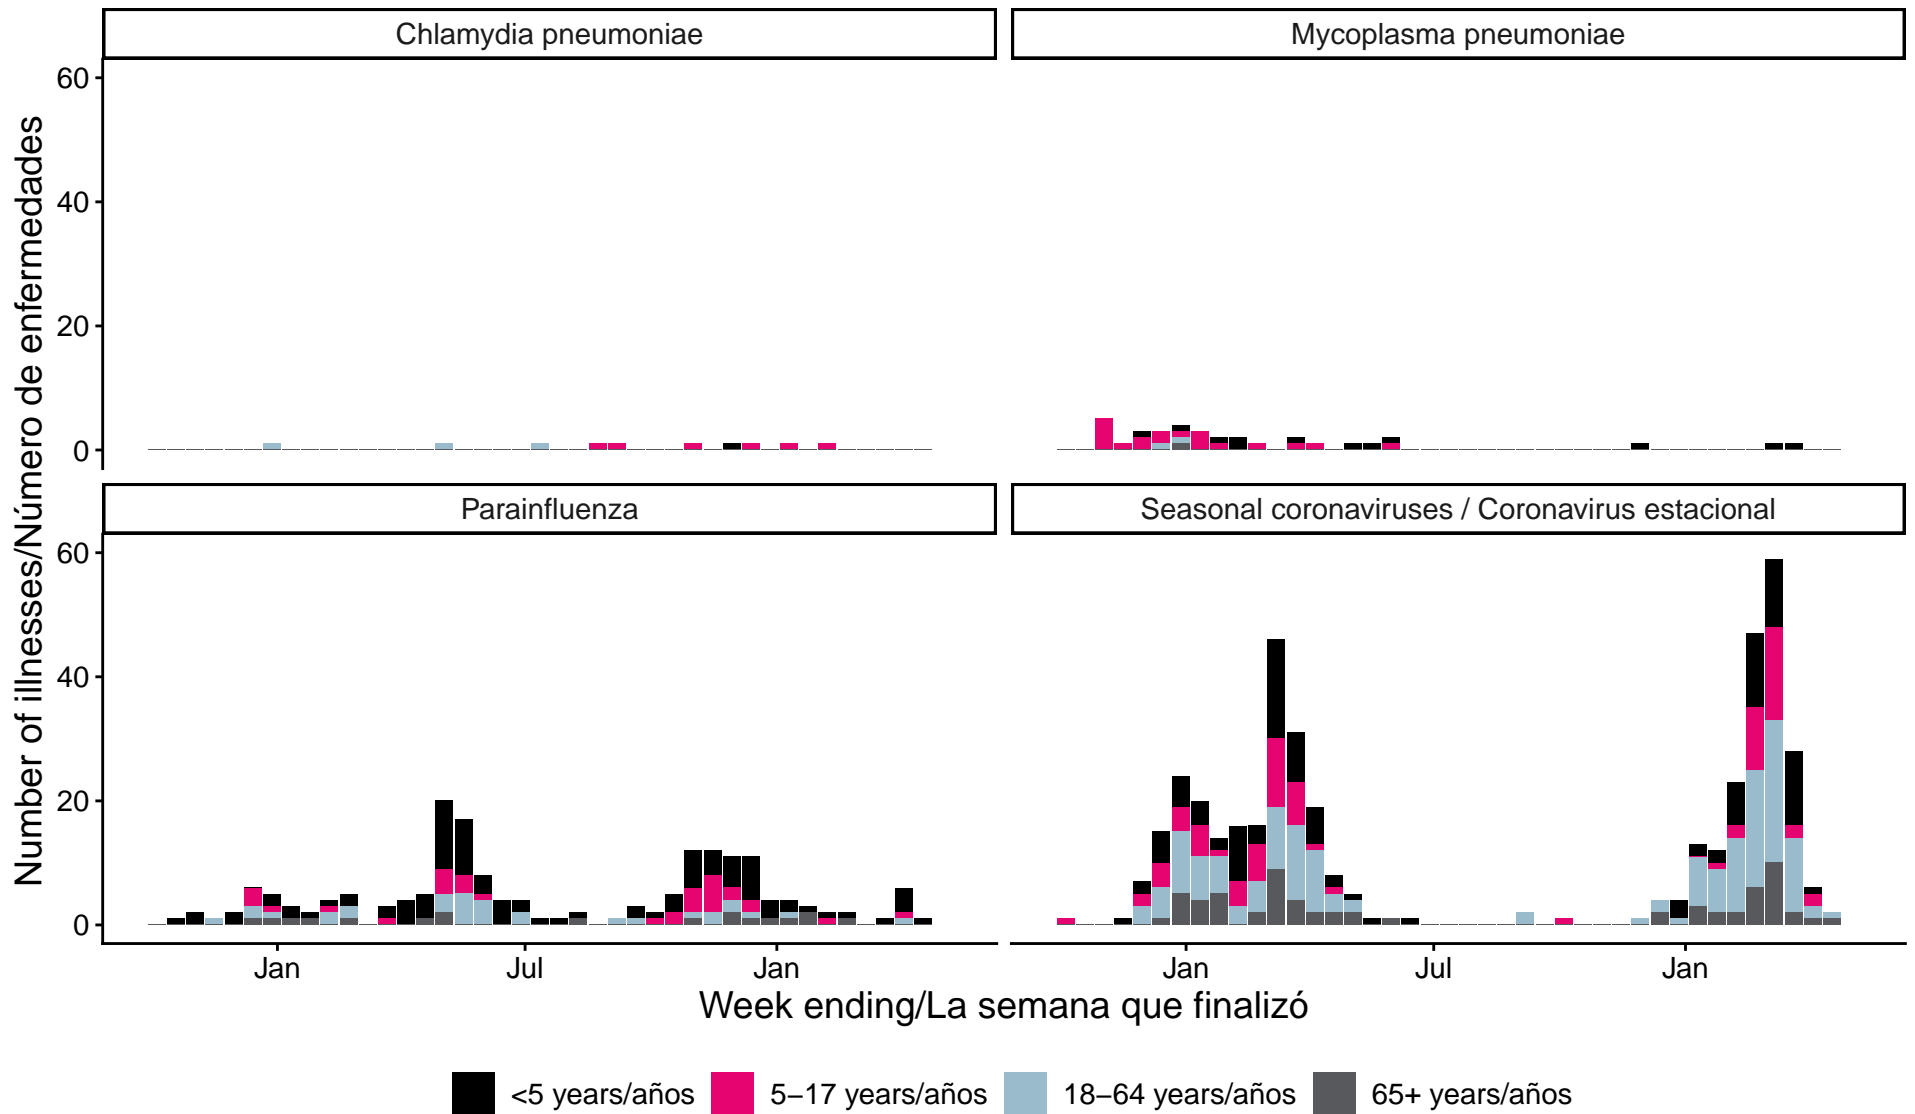 Chlamydia pneumoniae
Mycoplasma pneumoniae
60
40
20
0
Parainfluenza
Seasonal coronaviruses / Coronavirus estacional
60
40
20
0
Number of illnesses/Número de enfermedades
Jan
Jul
Jan
Jan
Jul
Jan
Week ending/La semana que finalizó
<5 years/años
5–17 years/años
18–64 years/años
65+ years/años